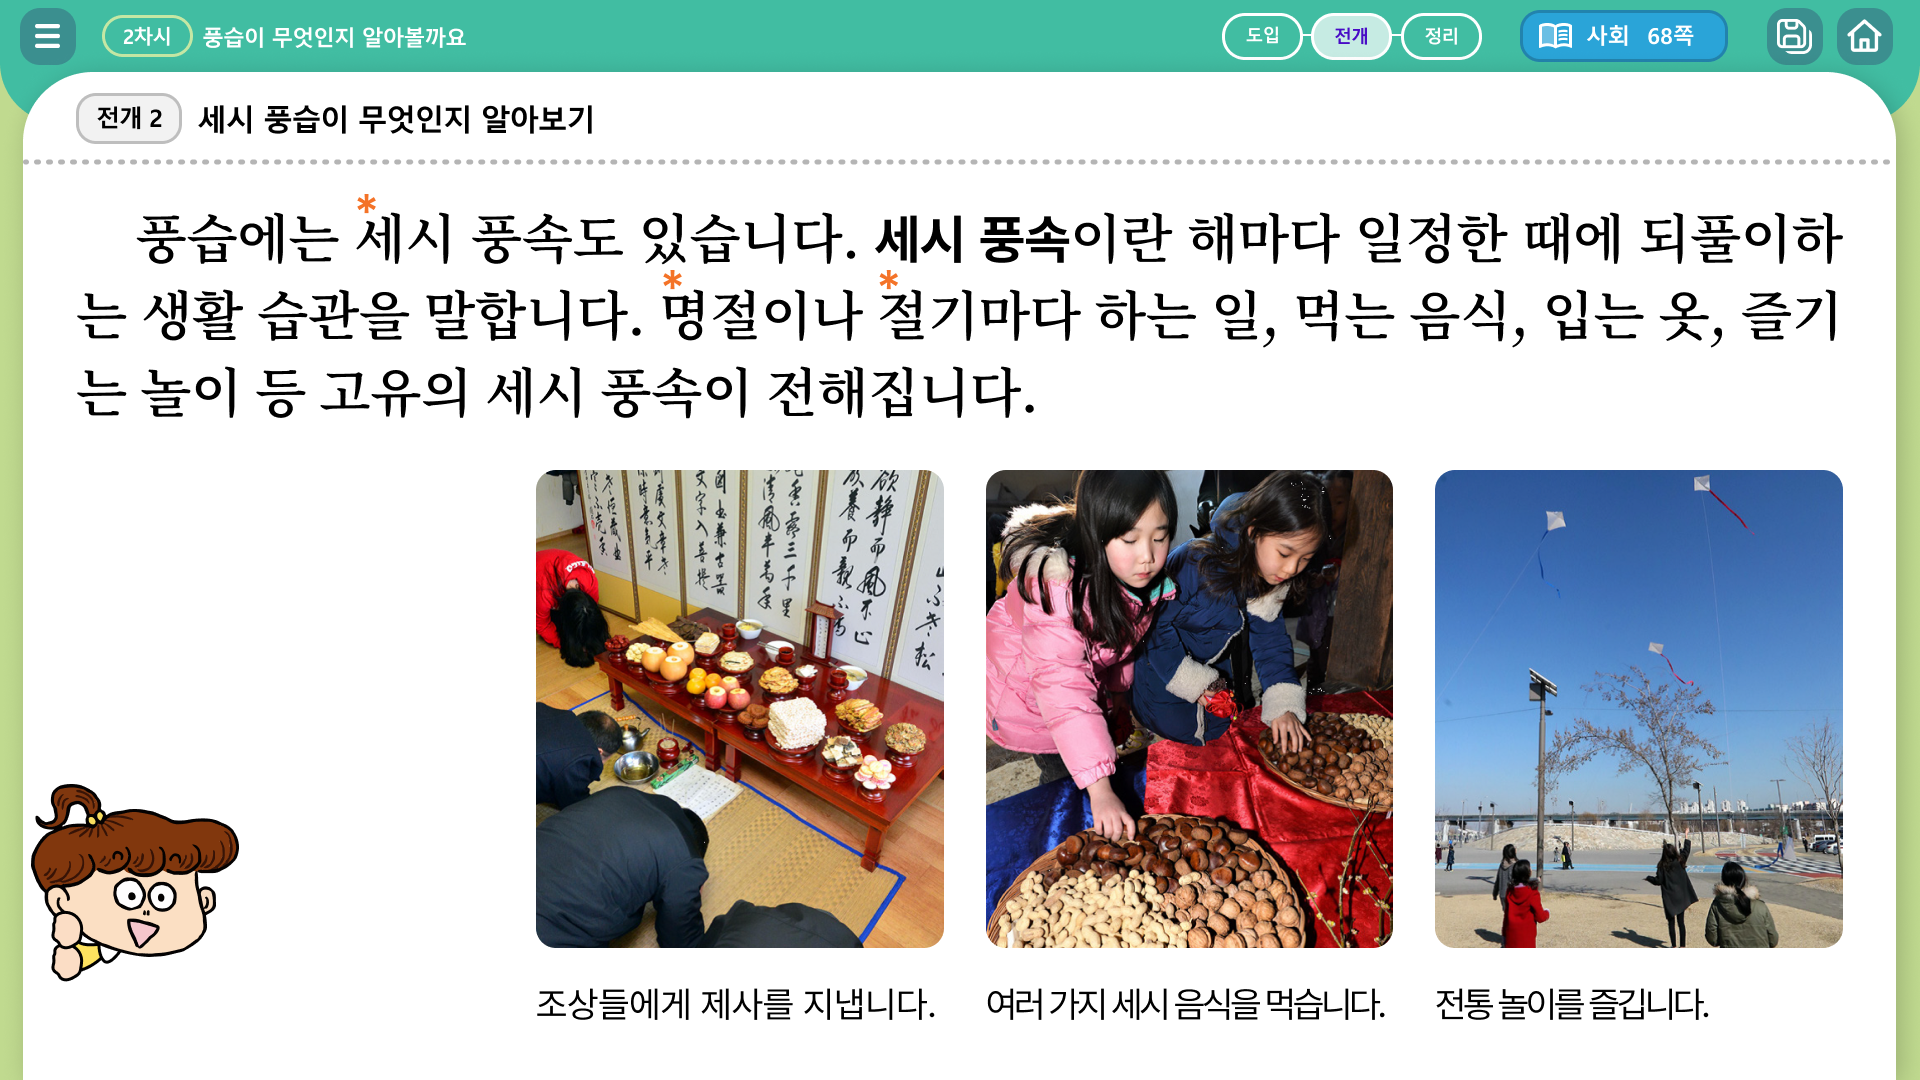 2차시 풍습이 무엇인지 알아볼까요
도입 전개 정리 사회 68쪽
전개 2 세시 풍습이 무엇인지 알아보기
풍습에는 *세시 풍속도 있습니다. 세시 풍속이란 해마다 일정한 때에 되풀이하
는 생활 습관을 말합니다. *명절이나 *절기마다 하는 일, 먹는 음식, 입는 옷, 즐기
는 놀이 등 고유의 세시 풍속이 전해집니다.
조상들에게 제사를 지냅니다.
여러 가지 세시 음식을 먹습니다.
전통 놀이를 즐깁니다.